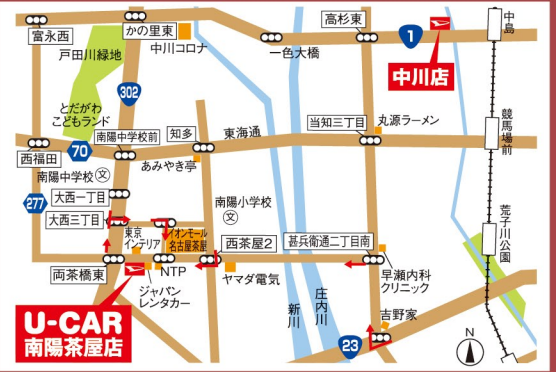 富永西
かの里東
中川コロナ
高杉東
1
中島
戸田川緑地
一色大橋
中川店
302
とだがわ
こどもランド
南陽中学校前
知多
東海通
当知三丁目
丸源ラーメン
競馬場前
西福田
70
あみやき亭
南陽中学校
文
大西一丁目
南陽小学校
文
277
大西三丁目
東京
インテリア
イオンモール
名古屋茶屋
西茶屋2
甚兵衛通二丁目南
荒子川公園
両茶橋東
NTP
ヤマダ電気
早瀬内科
クリニック
ジャパン
レンタカー
新川
庄内川
U-CAR
南陽茶屋店
吉野家
23
N